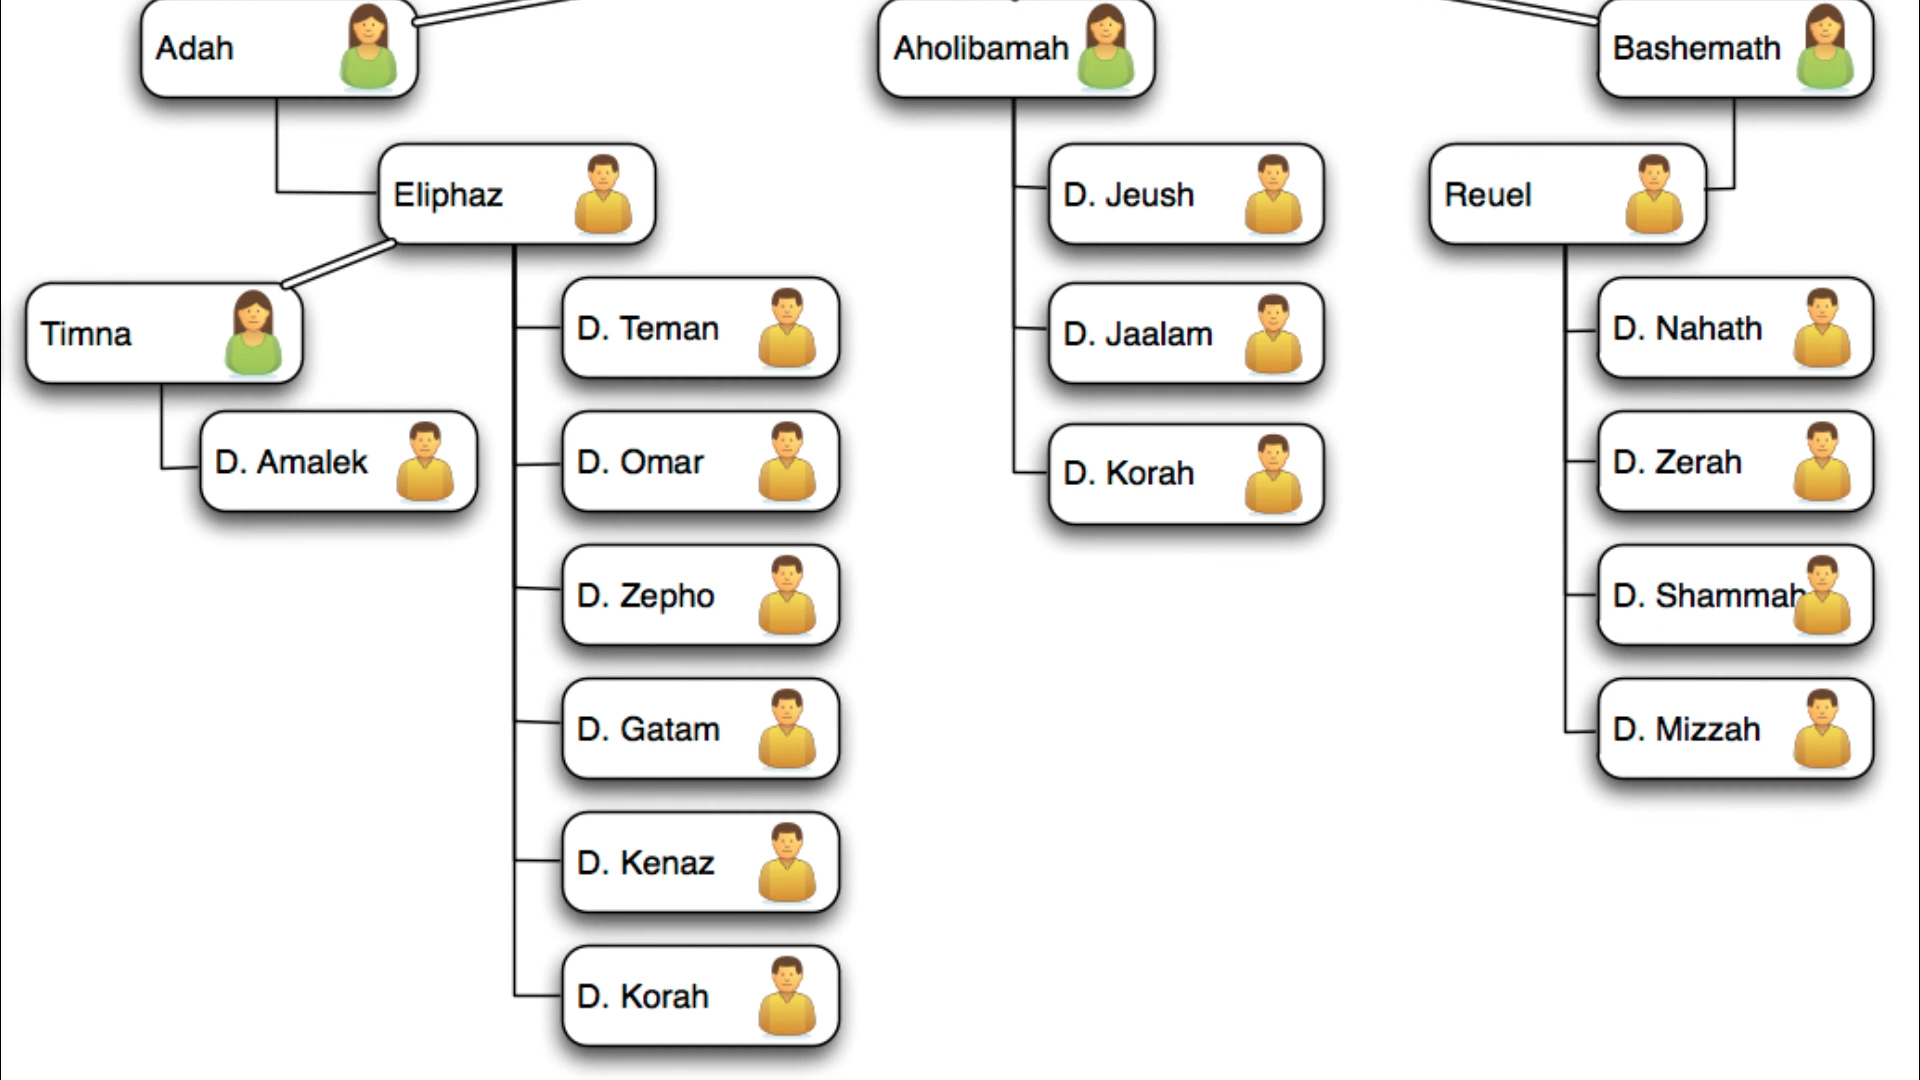 Adah
Aholibamah
Bashemath
Eliphaz
D. Jeush
Reuel
Timna
D. Teman
D. Jaalam
D. Nahath
D. Amalek
D. Omar
D. Korah
D. Zerah
D. Zepho
D. Shammah
D. Gatam
D. Mizzah
D. Kenaz
D. Korah